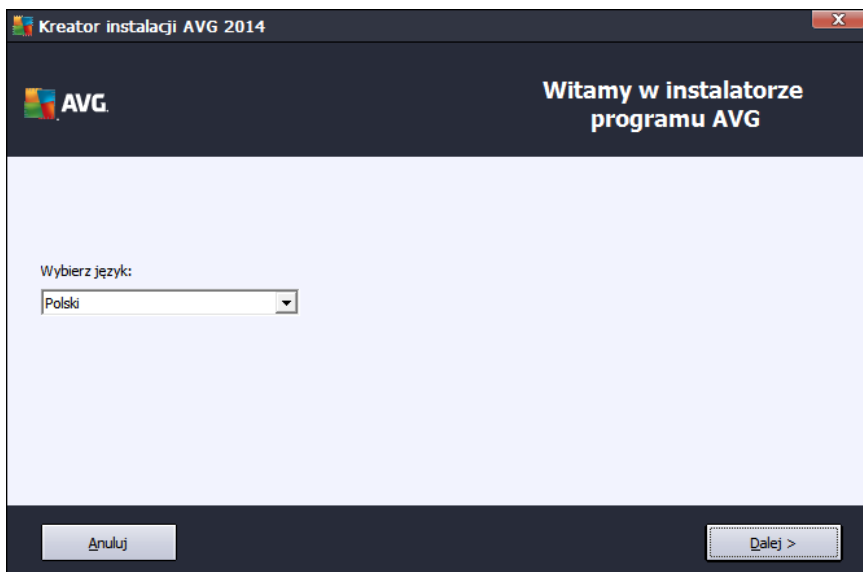 Kreator instalacji AVG 2014
AVG.
Witamy w instalatorze
programu AVG
Wybierz język:
Polski
Anuluj
Dalej >